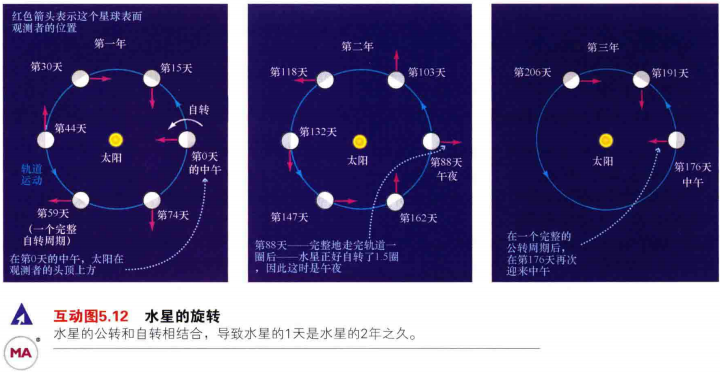 红色箭头表示这个星球表面
观测者的位置
第一年
第30天
第15天
自转
第44天
太阳
第0天
的中午
轨道
运动
第59天
(一个完整
自转周期)
第74天
在第0天的中午，太阳在
观测者的头顶上方
第二年
第118天
第103天
第132天
太阳
第88天
午夜
第147天
第162天
第88天——完整地走完轨道一
圈后——水星正好自转了1.5圈
，因此这时是午夜
第三年
第206天
第191天
太阳
第176天
中午
在一个完整的
公转周期后，
在第176天再次
迎来中午
互动图5.12 水星的旋转
水星的公转和自转相结合，导致水星的1天是水星的2年之久。
MA